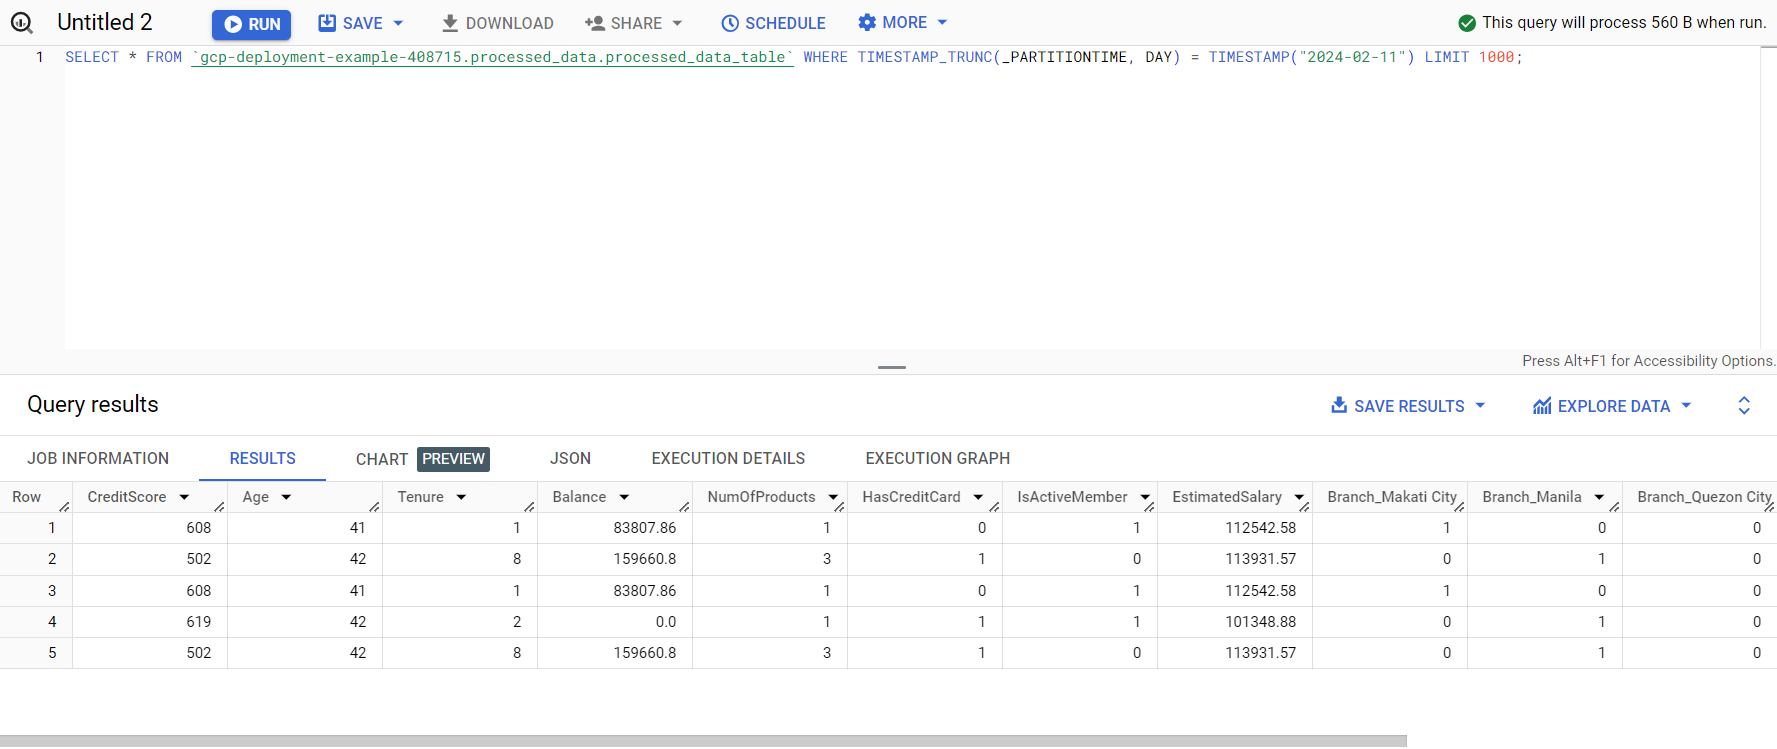 Untitled 2 RUN SAVE DOWNLOAD SHARE SCHEDULE MORE This query will process 560 B when run.
1 SELECT * FROM `gcp-deployment-example-408715.processed_data.processed_data_table` WHERE TIMESTAMP_TRUNC(_PARTITIONTIME, DAY) = TIMESTAMP("2024-02-11") LIMIT 1000;
Press Alt+F1 for Accessibility Options.
Query results SAVE RESULTS EXPLORE DATA
JOB INFORMATION RESULTS CHART PREVIEW JSON EXECUTION DETAILS EXECUTION GRAPH
Row CreditScore Age Tenure Balance NumOfProducts HasCreditCard IsActiveMember EstimatedSalary Branch_Makati City Branch_Manila Branch_Quezon City
1 608 41 1 83807.86 1 0 1 112542.58 1 0 0
2 502 42 8 159660.8 3 1 0 113931.57 0 1 0
3 608 41 1 83807.86 1 0 1 112542.58 1 0 0
4 619 42 2 0.0 1 1 1 101348.88 0 1 0
5 502 42 8 159660.8 3 1 0 113931.57 0 1 0